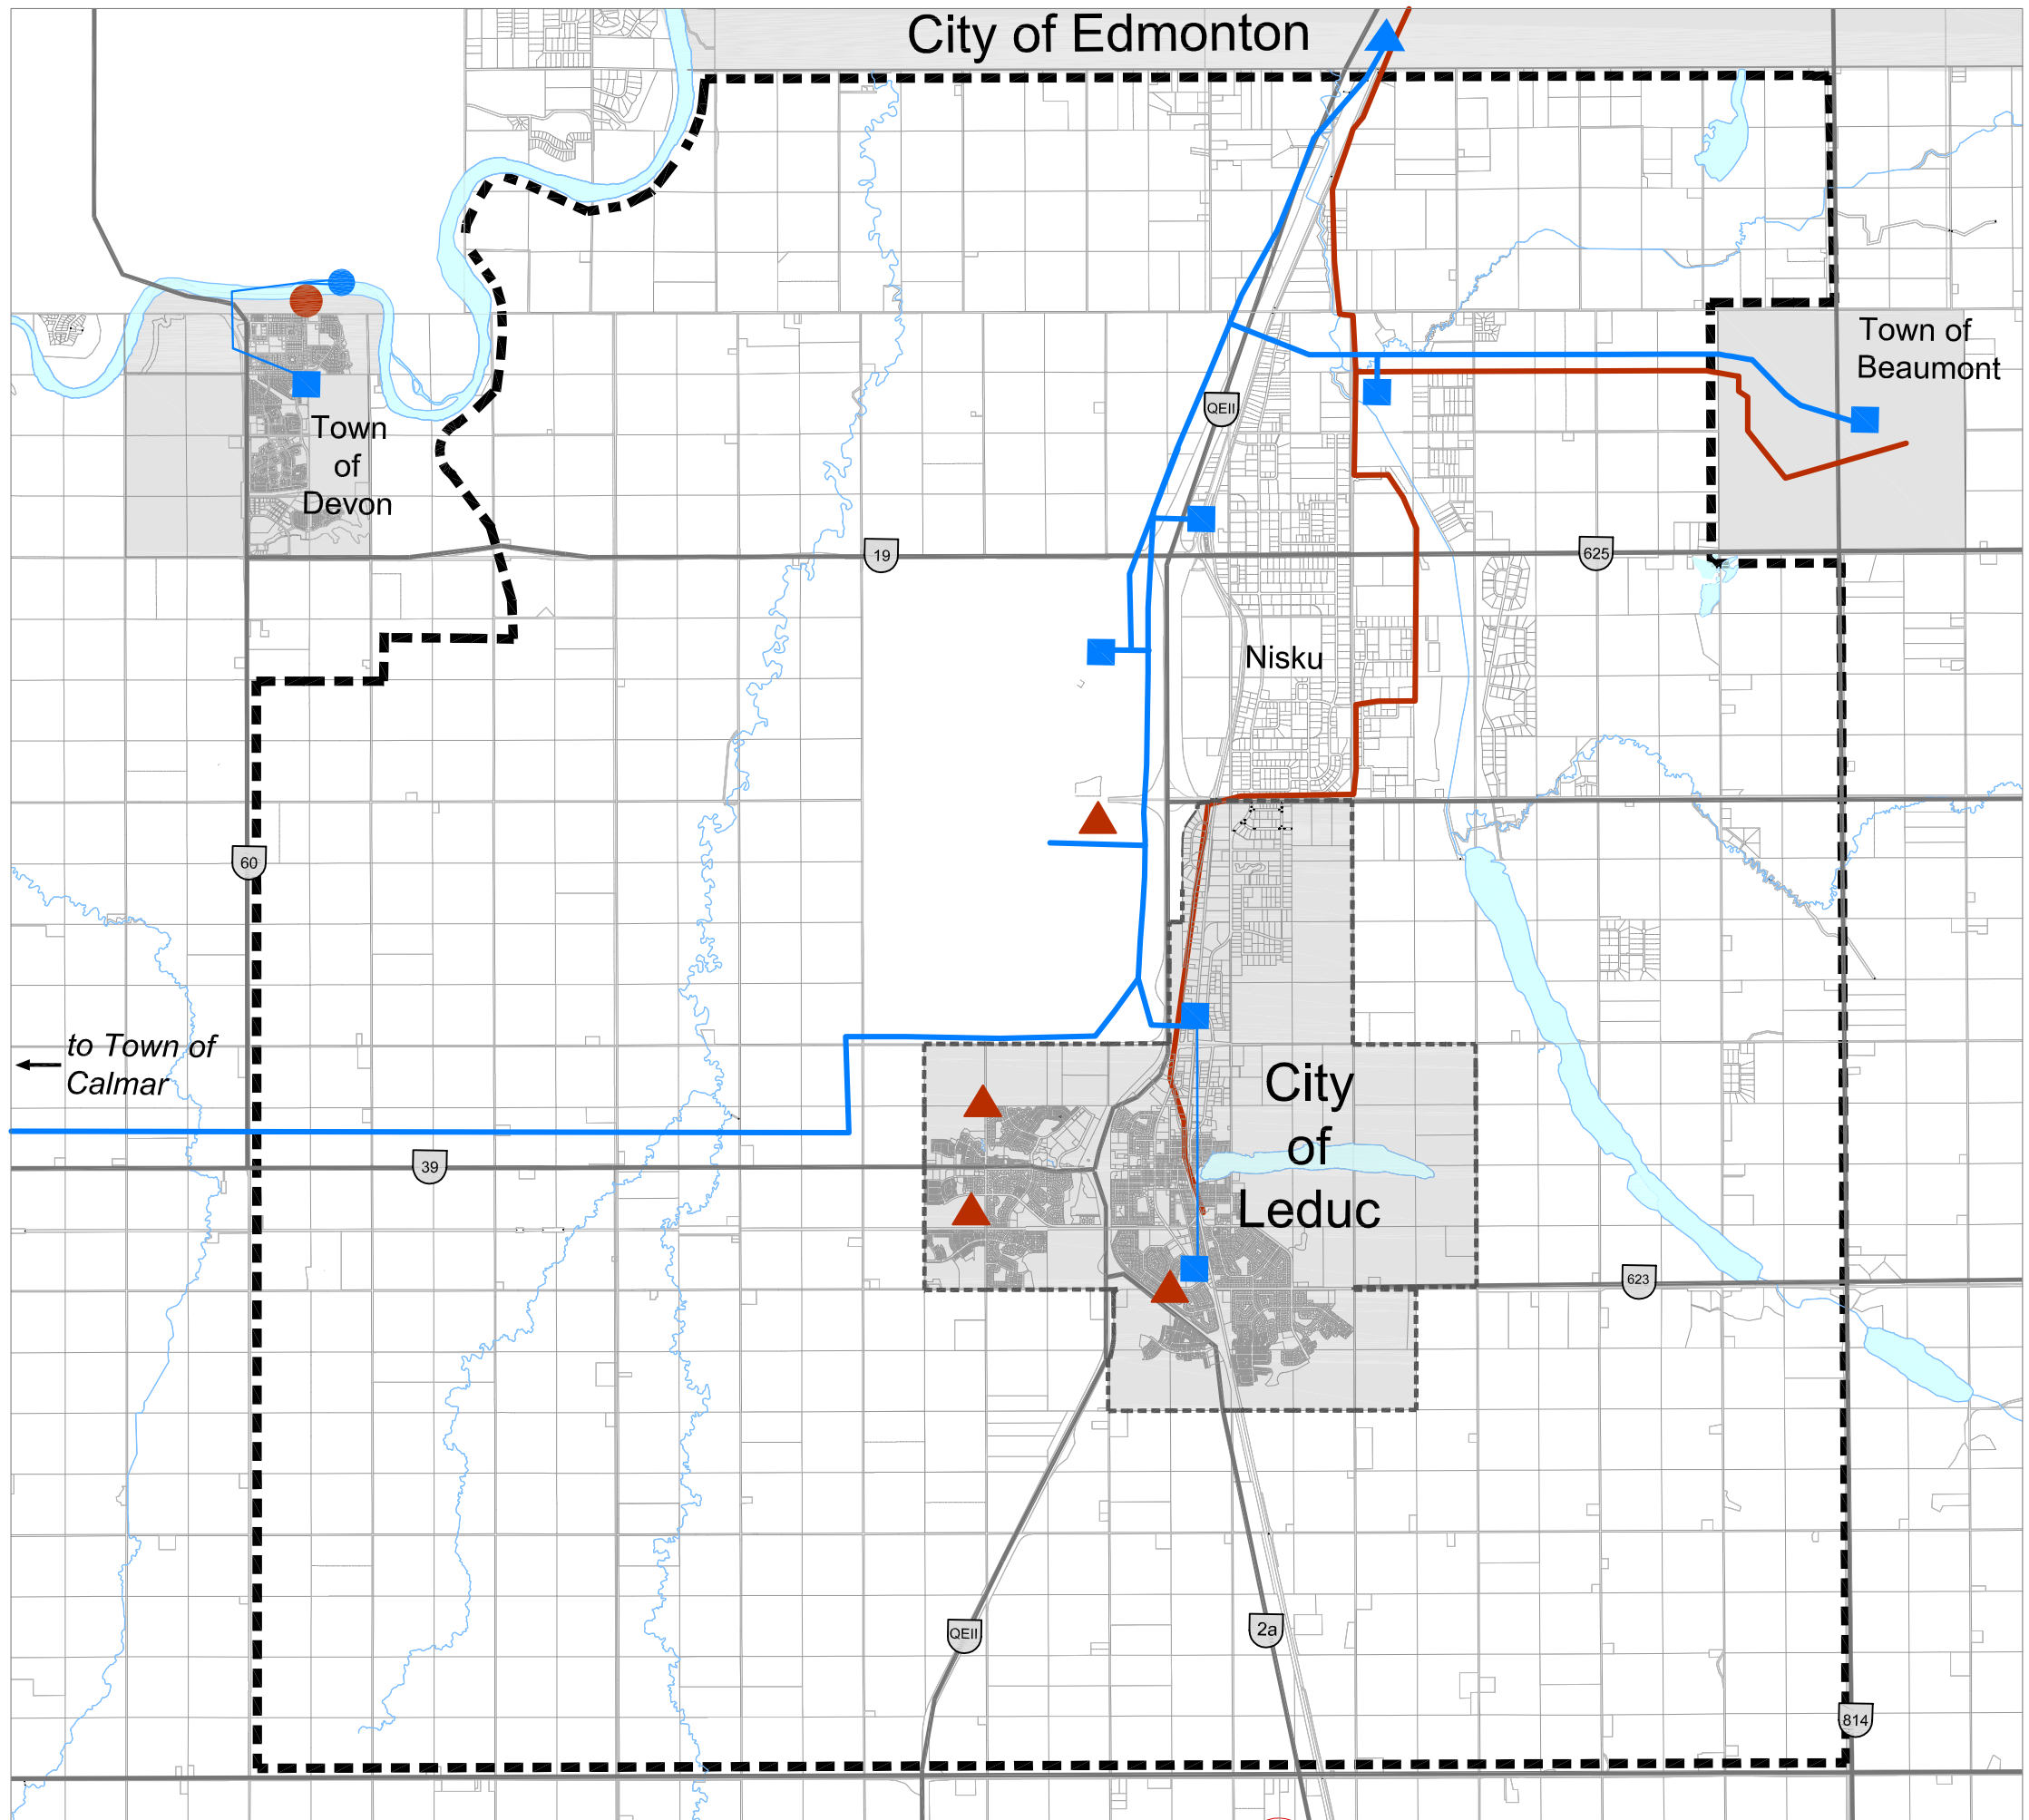 City of Edmonton
Town of
Beaumont
QEII
Town
of
Devon
19
625
Nisku
60
to Town of
Calmar
City
of
Leduc
39
623
QEII
2a
814